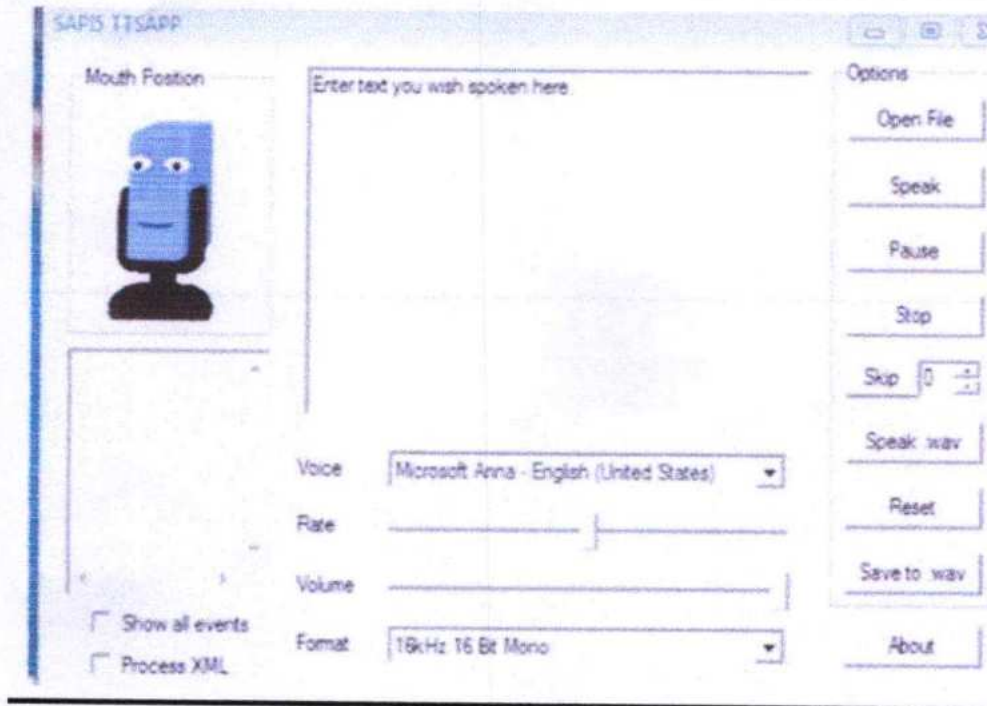 SAPI5 TTSAPP
Mouth Postion
Enter text you wish spoken here.
Options
Open File
Speak
Pause
Stop
Skip 0
Speak .wav
Reset
Save to .wav
About
Voice Microsoft Anna - English (United States)
Rate
Volume
Format 16kHz 16 Bit Mono
Show all events
Process XML